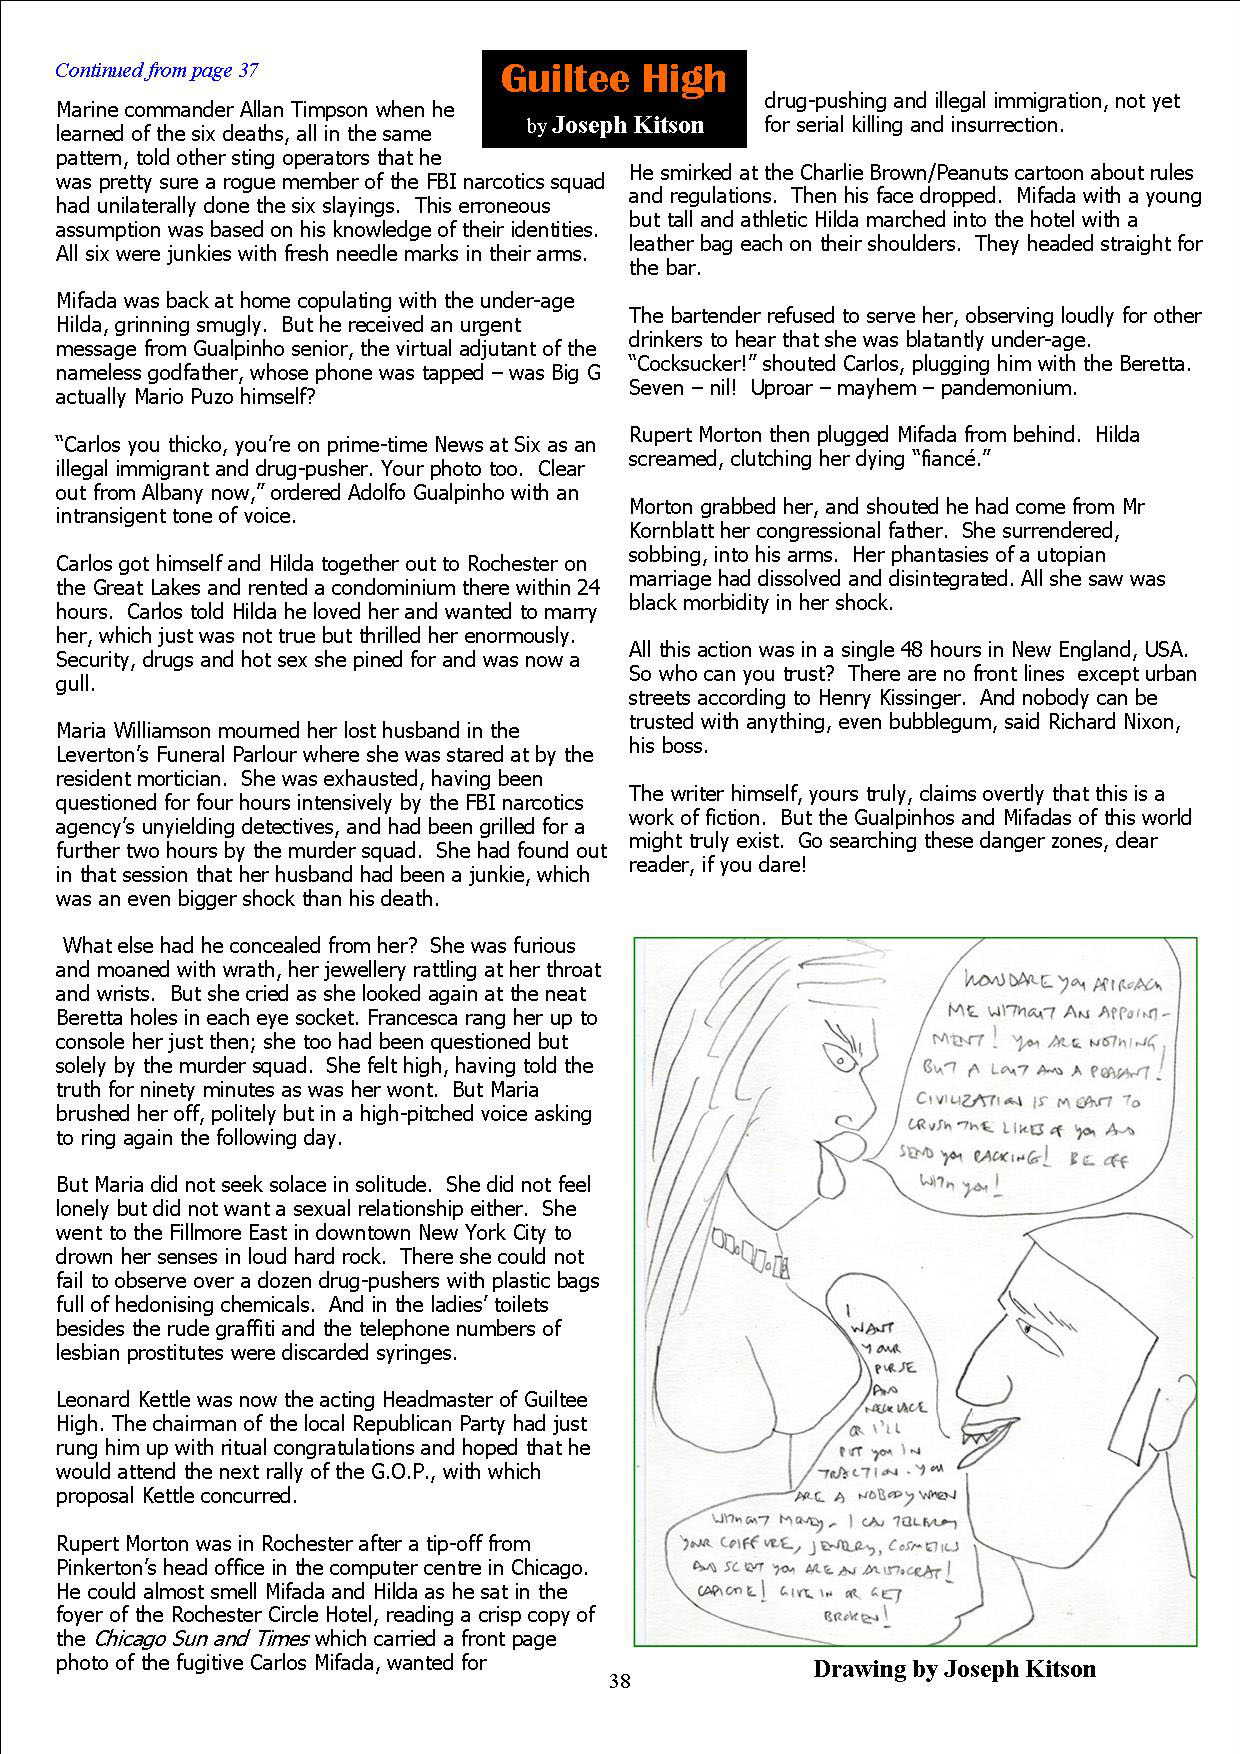 Continued from page 37
Guiltee High
by Joseph Kitson
Marine commander Allan Timpson when he
learned of the six deaths, all in the same
pattern, told other sting operators that he
was pretty sure a rogue member of the FBI narcotics squad
had unilaterally done the six slayings.  This erroneous
assumption was based on his knowledge of their identities.
All six were junkies with fresh needle marks in their arms.
Mifada was back at home copulating with the under-age
Hilda, grinning smugly.  But he received an urgent
message from Gualpinho senior, the virtual adjutant of the
nameless godfather, whose phone was tapped – was Big G
actually Mario Puzo himself?
“Carlos you thicko, you’re on prime-time News at Six as an
illegal immigrant and drug-pusher. Your photo too.  Clear
out from Albany now,” ordered Adolfo Gualpinho with an
intransigent tone of voice.
Carlos got himself and Hilda together out to Rochester on
the Great Lakes and rented a condominium there within 24
hours.  Carlos told Hilda he loved her and wanted to marry
her, which just was not true but thrilled her enormously.
Security, drugs and hot sex she pined for and was now a
gull.
Maria Williamson mourned her lost husband in the
Leverton’s Funeral Parlour where she was stared at by the
resident mortician.  She was exhausted, having been
questioned for four hours intensively by the FBI narcotics
agency’s unyielding detectives, and had been grilled for a
further two hours by the murder squad.  She had found out
in that session that her husband had been a junkie, which
was an even bigger shock than his death.
What else had he concealed from her?  She was furious
and moaned with wrath, her jewellery rattling at her throat
and wrists.  But she cried as she looked again at the neat
Beretta holes in each eye socket. Francesca rang her up to
console her just then; she too had been questioned but
solely by the murder squad.  She felt high, having told the
truth for ninety minutes as was her wont.  But Maria
brushed her off, politely but in a high-pitched voice asking
to ring again the following day.
But Maria did not seek solace in solitude.  She did not feel
lonely but did not want a sexual relationship either.  She
went to the Fillmore East in downtown New York City to
drown her senses in loud hard rock.  There she could not
fail to observe over a dozen drug-pushers with plastic bags
full of hedonising chemicals.  And in the ladies’ toilets
besides the rude graffiti and the telephone numbers of
lesbian prostitutes were discarded syringes.
Leonard Kettle was now the acting Headmaster of Guiltee
High. The chairman of the local Republican Party had just
rung him up with ritual congratulations and hoped that he
would attend the next rally of the G.O.P., with which
proposal Kettle concurred.
Rupert Morton was in Rochester after a tip-off from
Pinkerton’s head office in the computer centre in Chicago.
He could almost smell Mifada and Hilda as he sat in the
foyer of the Rochester Circle Hotel, reading a crisp copy of
the Chicago Sun and Times which carried a front page
photo of the fugitive Carlos Mifada, wanted for
drug-pushing and illegal immigration, not yet
for serial killing and insurrection.
He smirked at the Charlie Brown/Peanuts cartoon about rules
and regulations.  Then his face dropped.  Mifada with a young
but tall and athletic Hilda marched into the hotel with a
leather bag each on their shoulders.  They headed straight for
the bar.
The bartender refused to serve her, observing loudly for other
drinkers to hear that she was blatantly under-age.
“Cocksucker!” shouted Carlos, plugging him with the Beretta.
Seven – nil!  Uproar – mayhem – pandemonium.
Rupert Morton then plugged Mifada from behind.  Hilda
screamed, clutching her dying “fiancé.”
Morton grabbed her, and shouted he had come from Mr
Kornblatt her congressional father.  She surrendered,
sobbing, into his arms.  Her phantasies of a utopian
marriage had dissolved and disintegrated. All she saw was
black morbidity in her shock.
All this action was in a single 48 hours in New England, USA.
So who can you trust?  There are no front lines  except urban
streets according to Henry Kissinger.  And nobody can be
trusted with anything, even bubblegum, said Richard Nixon,
his boss.
The writer himself, yours truly, claims overtly that this is a
work of fiction.  But the Gualpinhos and Mifadas of this world
might truly exist.  Go searching these danger zones, dear
reader, if you dare!
HOW DARE YOU APPROACH
ME WITHOUT AN APPOINT-
MENT! YOU ARE NOTHING
BUT A LOUT AND A PEASANT!
CIVILIZATION IS MEANT TO
CRUSH THE LIKES OF YOU AND
SEND YOU PACKING! BE OFF
WITH YOU!
I
WANT
YOUR
PURSE
AND
NECKLACE
OR I'LL
PUT YOU IN
TRACTION. YOU
ARE A NOBODY WHEN
WITHOUT MONEY. I CAN
YOUR COIFFURE, JEWELRY, COSMETICS
AND SCENT YOU ARE AN ARISTOCRAT!
CAPICHE! GIVE IN OR GET
BROKEN!
Drawing by Joseph Kitson
38